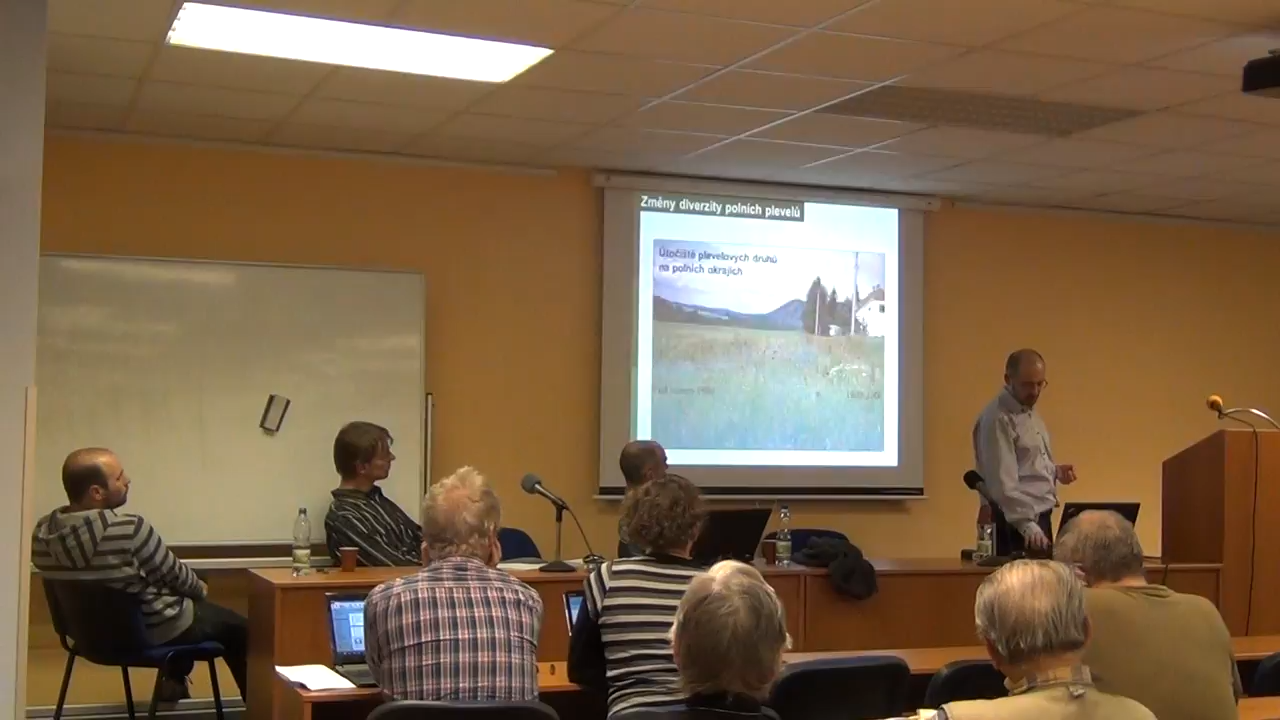 Změny diverzity polních plevelů
Útočiště plevelových druhů
na polních okrajích